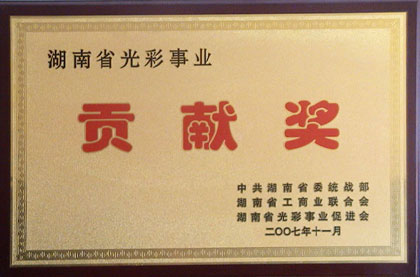 湖南省光彩事业
贡献奖
中共湖南省委统战部
湖南省工商业联合会
湖南省光彩事业促进会
二〇〇七年十一月